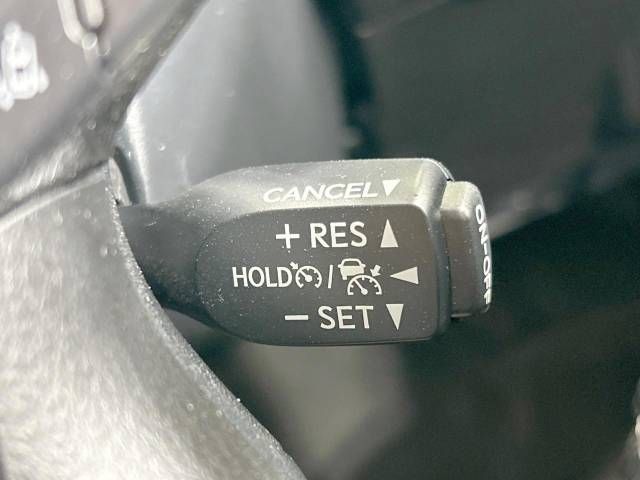 CANCEL▼
+ RES ▲
HOLD / ◀
− SET ▼
ON-OFF